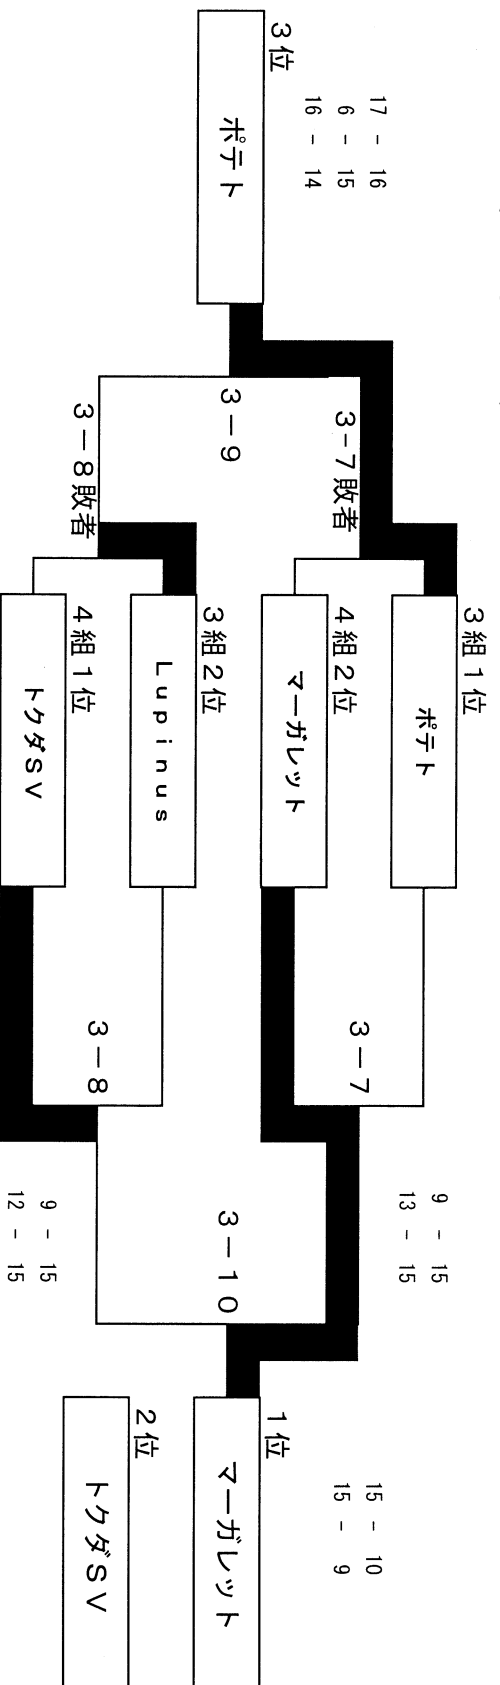 3位
ポテト
17 - 16
6 - 15
16 - 14
3－9
3-7敗者
3－8敗者
3組1位
ポテト
4組2位
マーガレット
3組2位
Lupinus
4組1位
トクダSV
3－7
3－8
9 - 15
13 - 15
9 - 15
12 - 15
3－10
1位
マーガレット
2位
トクダSV
15 - 10
15 - 9